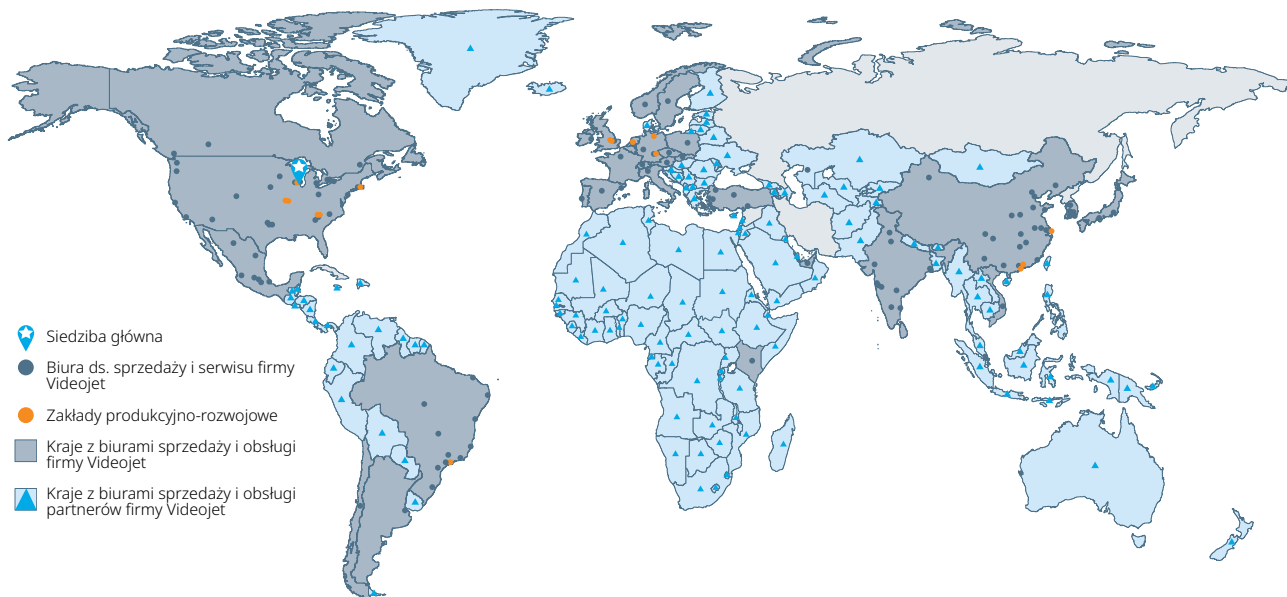 Siedziba główna
Biura ds. sprzedaży i serwisu firmy
Videojet
Zakłady produkcyjno-rozwojowe
Kraje z biurami sprzedaży i obsługi
firmy Videojet
Kraje z biurami sprzedaży i obsługi
partnerów firmy Videojet